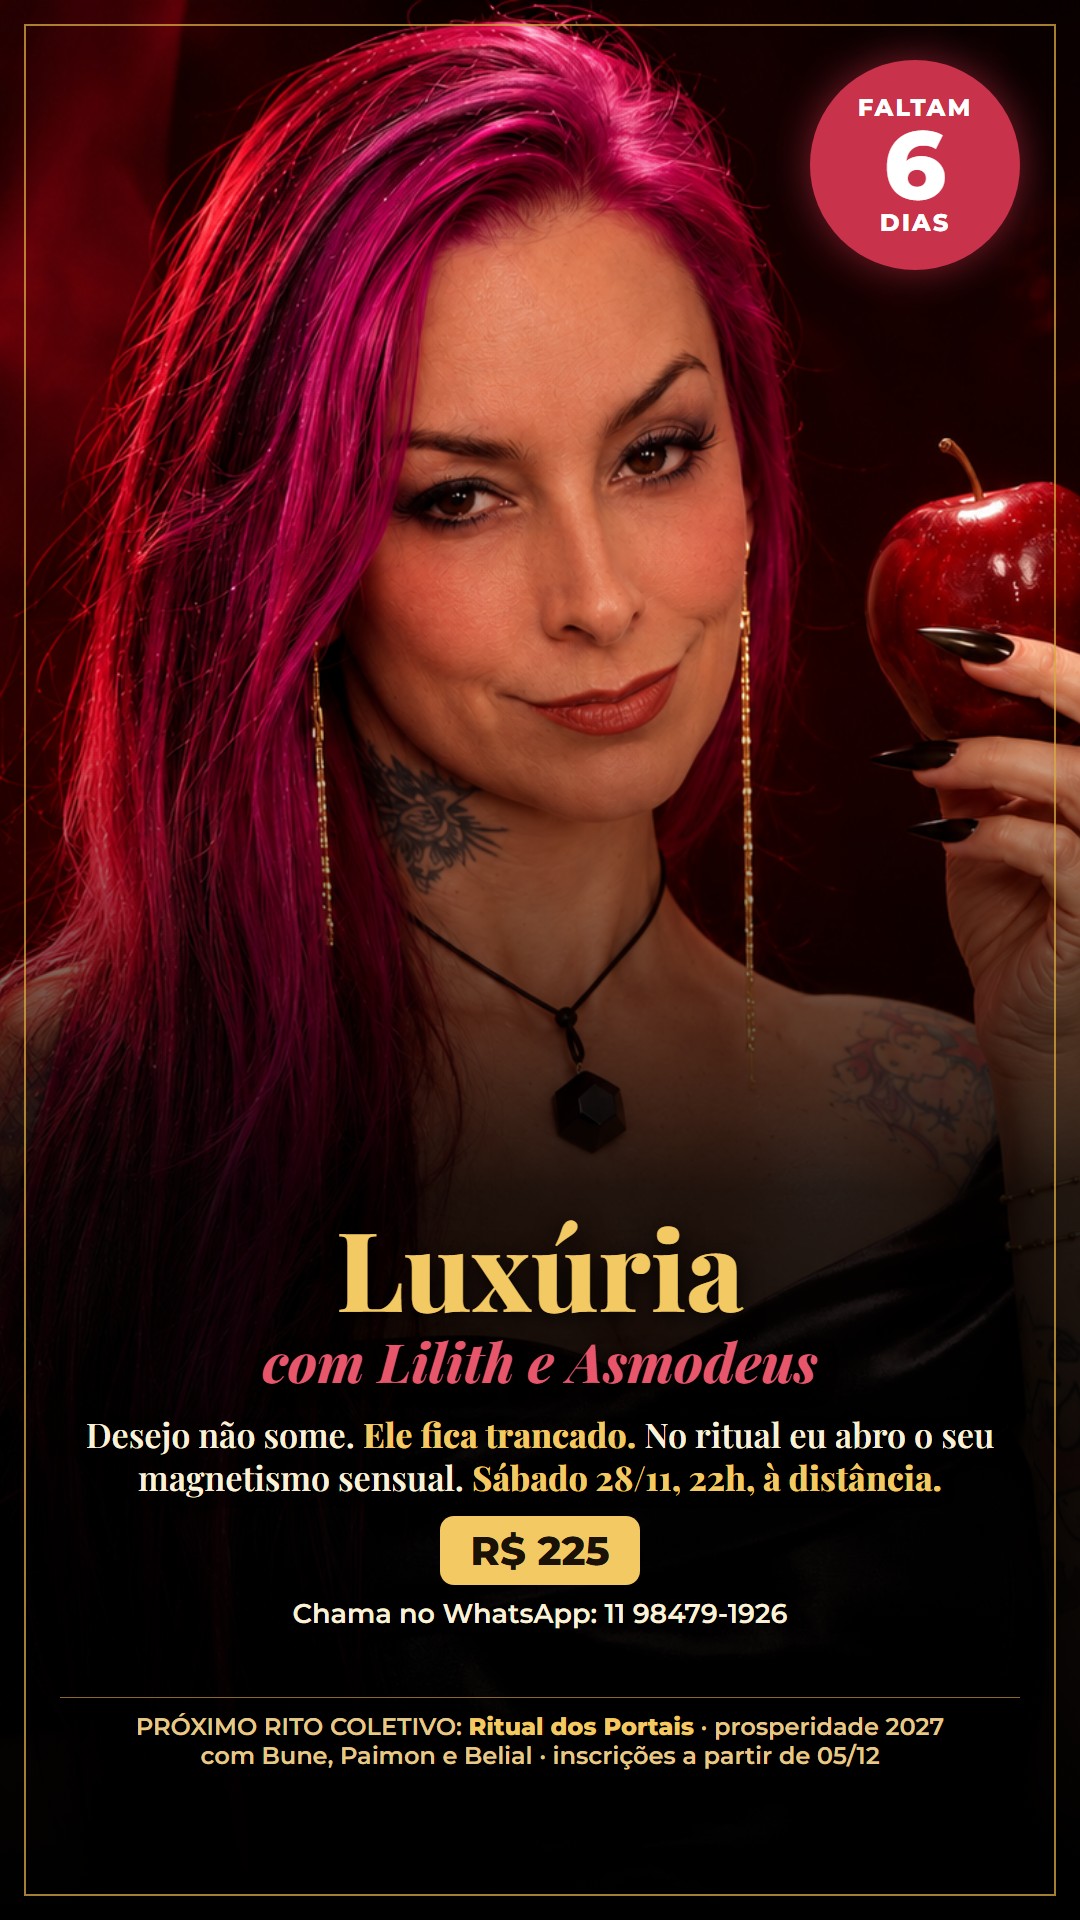 FALTAM
6
DIAS
Luxúria
com Lilith e Asmodeus
Desejo não some. Ele fica trancado. No ritual eu abro o seu
magnetismo sensual. Sábado 28/11, 22h, à distância.
R$ 225
Chama no WhatsApp: 11 98479-1926
PRÓXIMO RITO COLETIVO: Ritual dos Portais · prosperidade 2027
com Bune, Paimon e Belial · inscrições a partir de 05/12